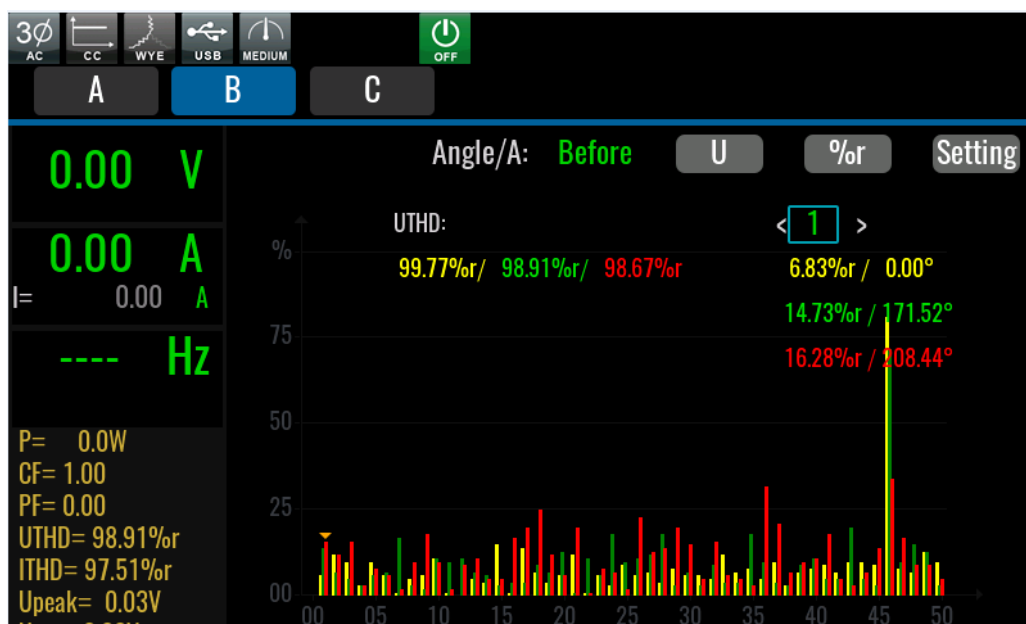 3Ø AC CC WYE USB MEDIUM OFF
A B C
0.00 V
0.00 A
I= 0.00 A
---- Hz
P= 0.0W
CF= 1.00
PF= 0.00
UTHD= 98.91%r
ITHD= 97.51%r
Upeak= 0.03V
Angle/A: Before U %r Setting
UTHD: < 1 >
99.77%r/ 98.91%r/ 98.67%r 6.83%r / 0.00°
14.73%r / 171.52°
16.28%r / 208.44°
%
75
50
25
00
00 05 10 15 20 25 30 35 40 45 50